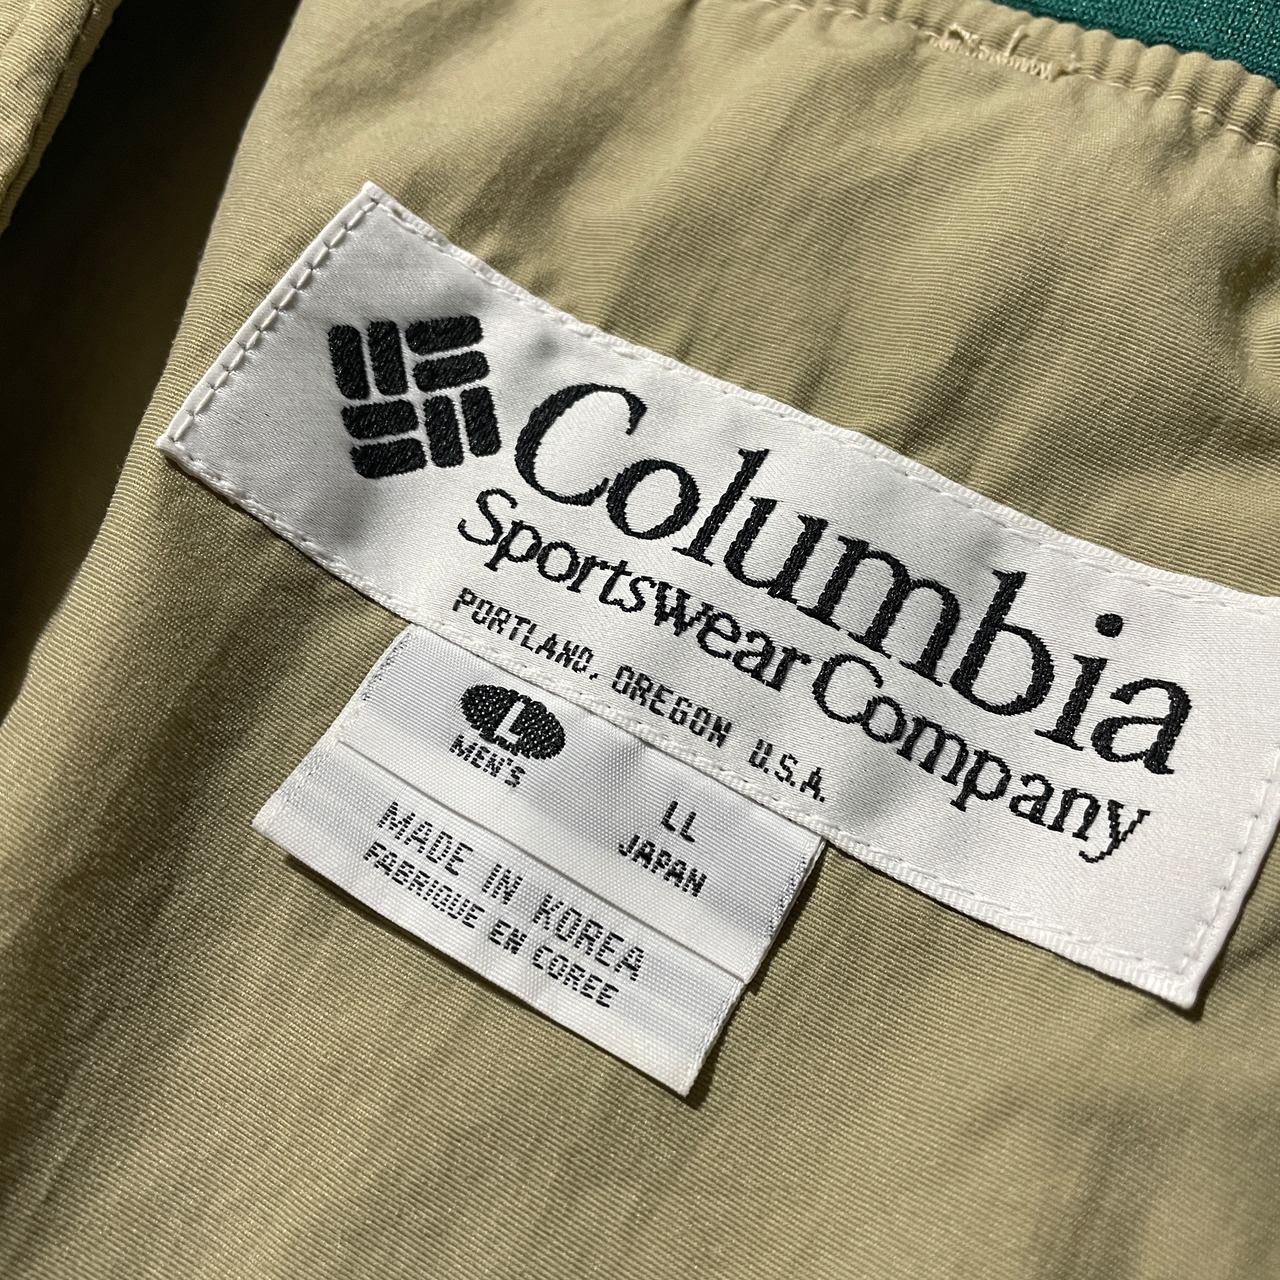 Columbia
Sportswear Company
PORTLAND, OREGON U.S.A.
L
MEN'S
LL
JAPAN
MADE IN KOREA
FABRIQUE EN COREE